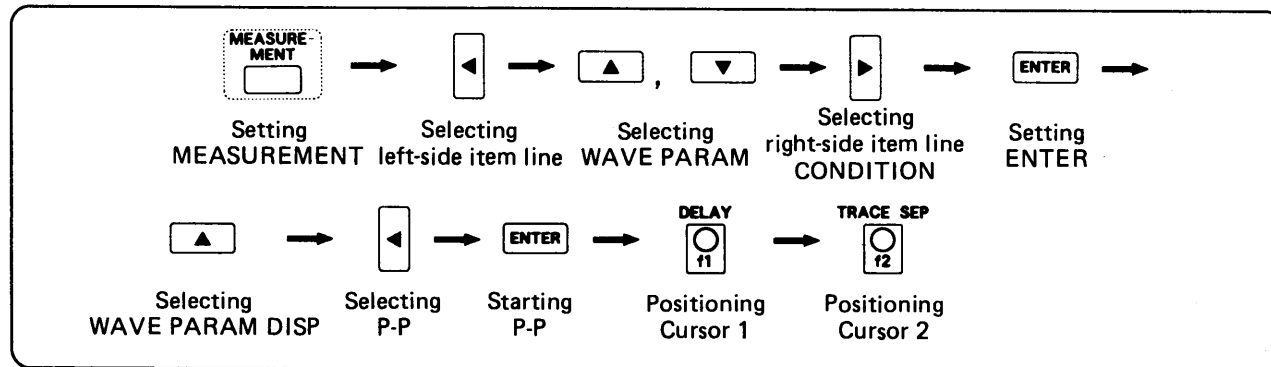 MEASURE-
MENT
ENTER
Setting
MEASUREMENT
Selecting
left-side item line
Selecting
WAVE PARAM
Selecting
right-side item line
CONDITION
Setting
ENTER
ENTER
DELAY
f1
TRACE SEP
f2
Selecting
WAVE PARAM DISP
Selecting
P-P
Starting
P-P
Positioning
Cursor 1
Positioning
Cursor 2